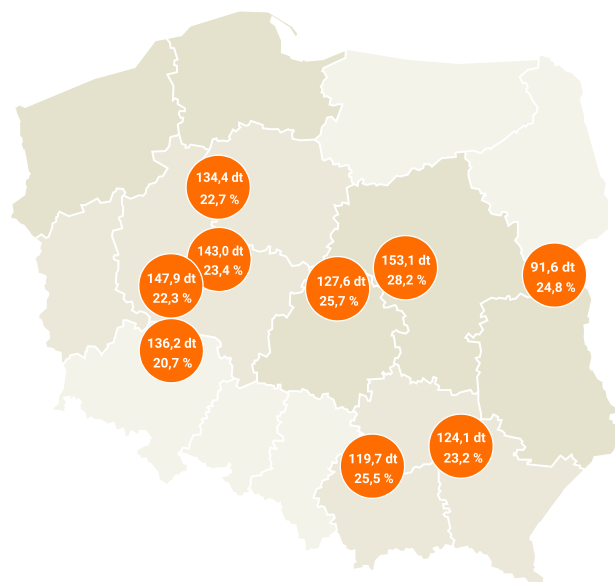 134,4 dt
22,7 %
143,0 dt
23,4 %
147,9 dt
22,3 %
127,6 dt
25,7 %
153,1 dt
28,2 %
91,6 dt
24,8 %
136,2 dt
20,7 %
119,7 dt
25,5 %
124,1 dt
23,2 %